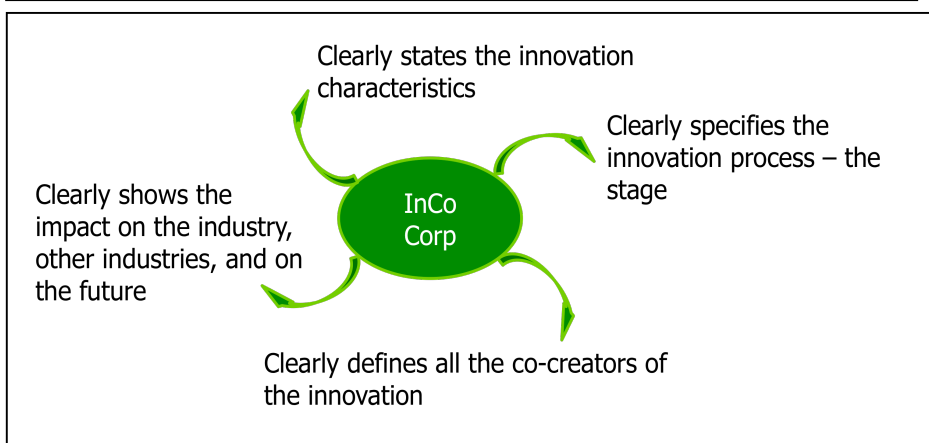 Clearly states the innovation
characteristics
Clearly specifies the
innovation process – the
stage
Clearly shows the
impact on the industry,
other industries, and on
the future
InCo
Corp
Clearly defines all the co-creators of
the innovation